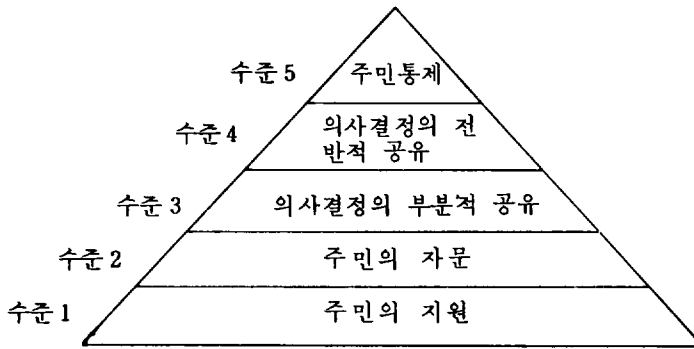 수준 5 주민통제
수준 4 의사결정의 전
반적 공유
수준 3 의사결정의 부분적 공유
수준 2 주민의 자문
수준 1 주민의 지원